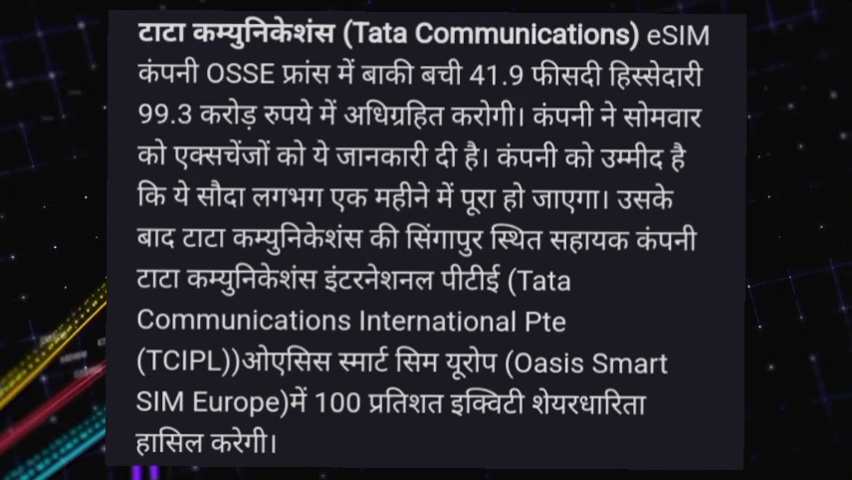 टाटा कम्युनिकेशंस (Tata Communications) eSIM
कंपनी OSSE फ्रांस में बाकी बची 41.9 फीसदी हिस्सेदारी
99.3 करोड़ रुपये में अधिग्रहित करोगी। कंपनी ने सोमवार
को एक्सचेंजों को ये जानकारी दी है। कंपनी को उम्मीद है
कि ये सौदा लगभग एक महीने में पूरा हो जाएगा। उसके
बाद टाटा कम्युनिकेशंस की सिंगापुर स्थित सहायक कंपनी
टाटा कम्युनिकेशंस इंटरनेशनल पीटीई (Tata
Communications International Pte
(TCIPL))ओएसिस स्मार्ट सिम यूरोप (Oasis Smart
SIM Europe)में 100 प्रतिशत इक्विटी शेयरधारिता
हासिल करेगी।